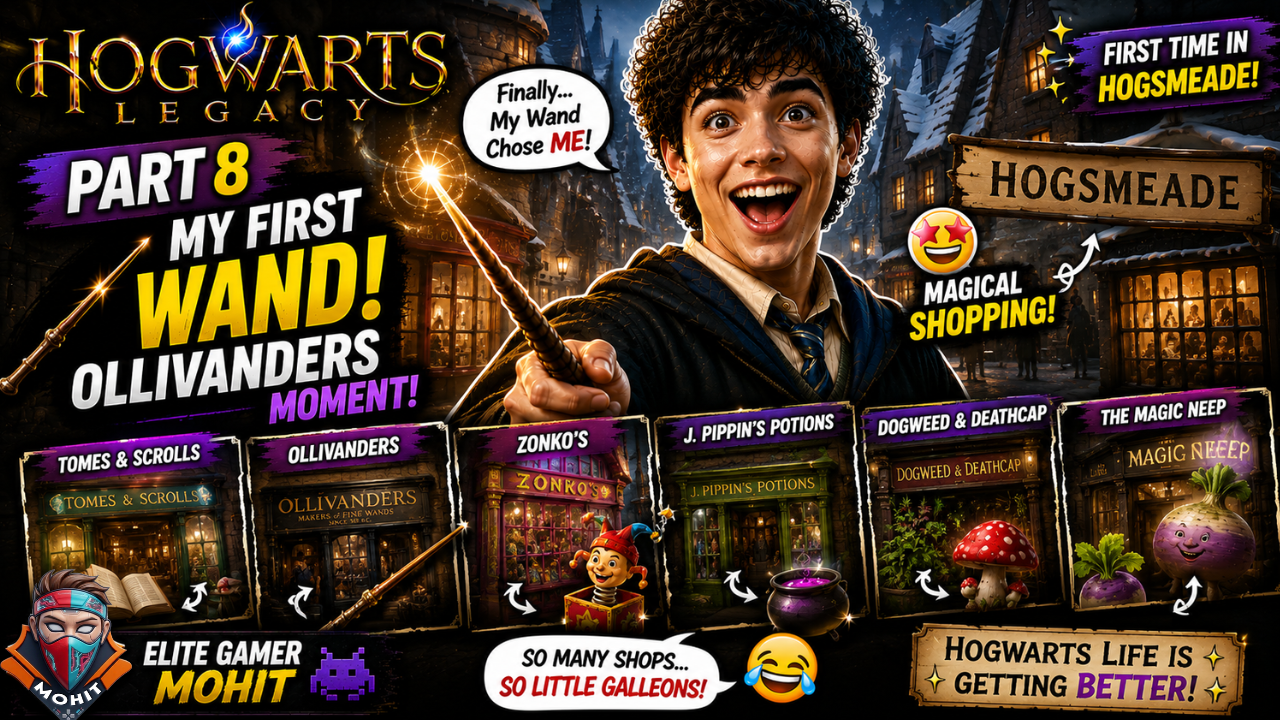 HOGWARTS
LEGACY
PART 8
MY FIRST
WAND!
OLLIVANDERS
MOMENT!
Finally...
My Wand
Chose ME!
FIRST TIME IN
HOGSMEADE!
HOGSMEADE
MAGICAL
SHOPPING!
TOMES & SCROLLS
TOMES & SCROLLS
OLLIVANDERS
OLLIVANDERS
MAKERS OF FINE WANDS
ZONKO'S
ZONKO'S
J. PIPPIN'S POTIONS
J. PIPPIN'S POTIONS
DOGWEED & DEATHCAP
DOGWEED & DEATHCAP
THE MAGIC NEEP
MAGIC NEEEP
MOHIT
ELITE GAMER
MOHIT
SO MANY SHOPS...
SO LITTLE GALLEONS!
HOGWARTS LIFE IS
GETTING BETTER!